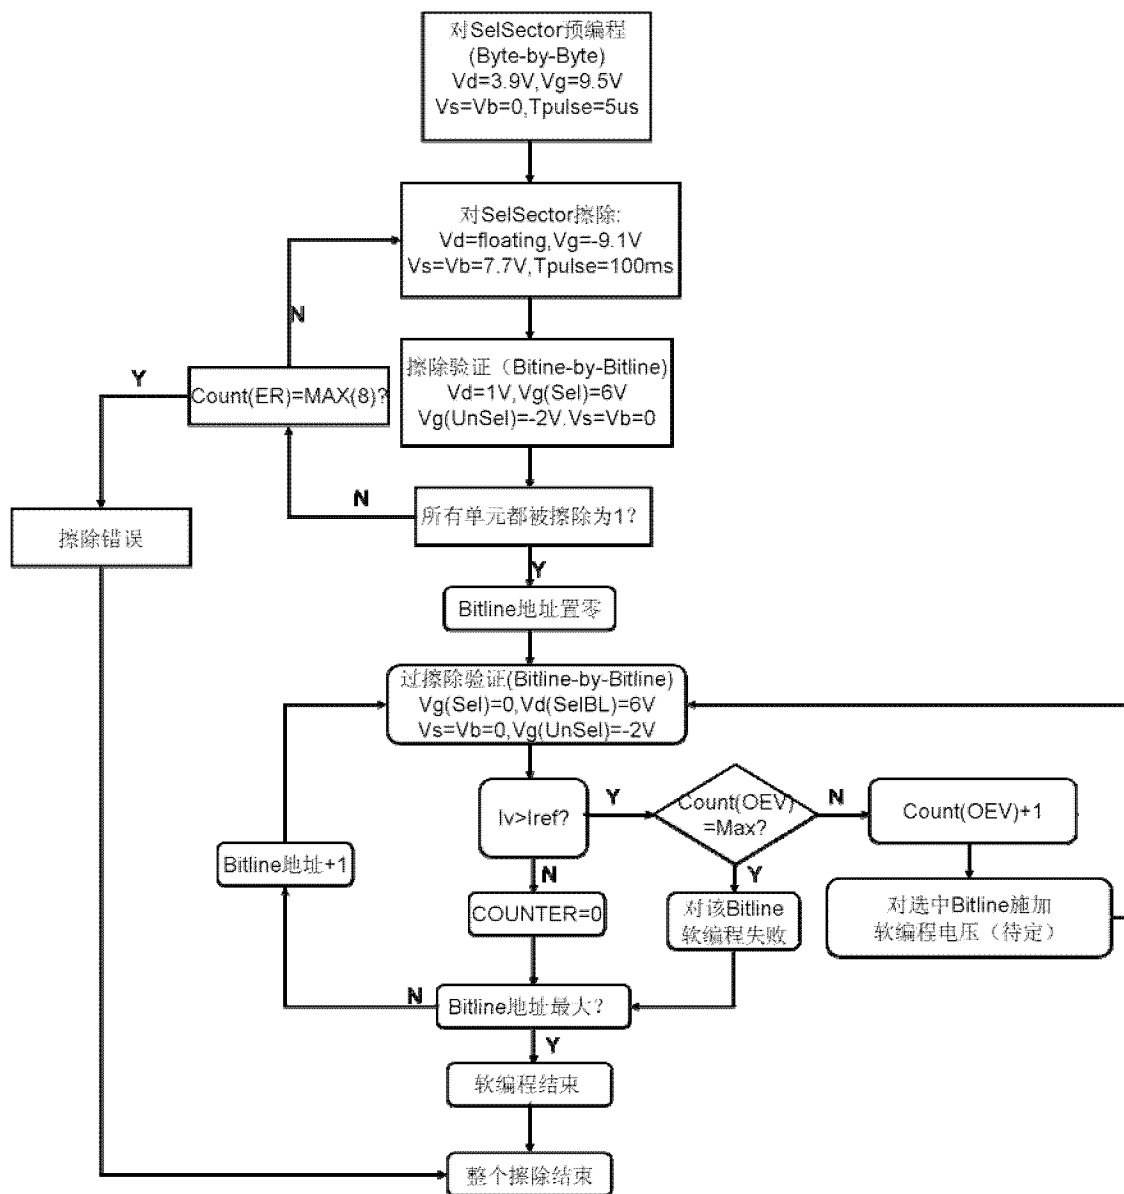 对SelSector预编程
(Byte-by-Byte)
Vd=3.9V,Vg=9.5V
Vs=Vb=0,Tpulse=5us
对SelSector擦除:
Vd=floating,Vg=-9.1V
Vs=Vb=7.7V,Tpulse=100ms
N
擦除验证（Bitine-by-Bitline)
Vd=1V,Vg(Sel)=6V
Vg(UnSel)=-2V.Vs=Vb=0
Y
Count(ER)=MAX(8)?
N
所有单元都被擦除为1?
擦除错误
Y
Bitline地址置零
过擦除验证(Bitline-by-Bitline)
Vg(Sel)=0,Vd(SelBL)=6V
Vs=Vb=0,Vg(UnSel)=-2V
Iv>Iref?
Y
Count(OEV)
=Max?
N
Count(OEV)+1
Bitline地址+1
N
Y
COUNTER=0
对该Bitline
软编程失败
对选中Bitline施加
软编程电压（待定）
N
Bitline地址最大?
Y
软编程结束
整个擦除结束